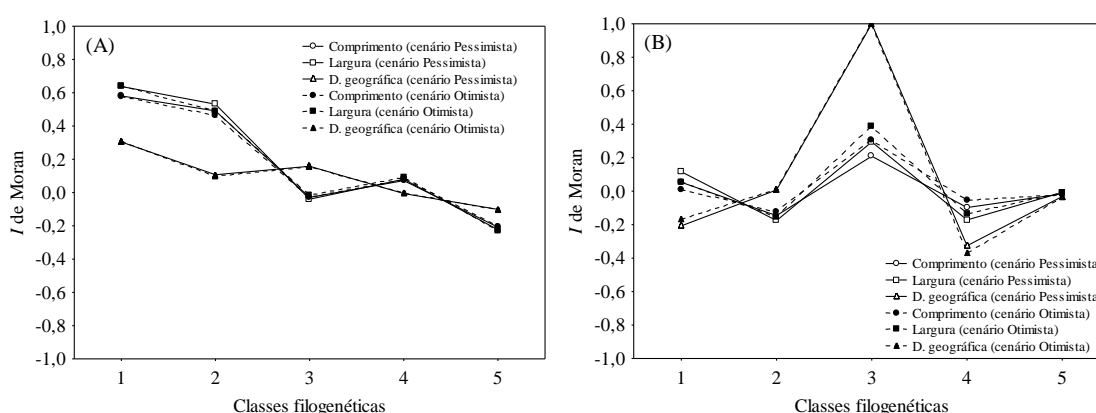 (A)
Comprimento (cenário Pessimista)
Largura (cenário Pessimista)
D. geográfica (cenário Pessimista)
Comprimento (cenário Otimista)
Largura (cenário Otimista)
D. geográfica (cenário Otimista)
1,0
0,8
0,6
0,4
0,2
0,0
-0,2
-0,4
-0,6
-0,8
-1,0
I de Moran
1 2 3 4 5
Classes filogenéticas
(B)
1,0
0,8
0,6
0,4
0,2
0,0
-0,2
-0,4
-0,6
-0,8
-1,0
I de Moran
Comprimento (cenário Pessimista
Largura (cenário Pessimista)
D. geográfica (cenário Pessimista
Comprimento (cenário Otimista)
Largura (cenário Otimista)
D. geográfica (cenário Otimista)
1 2 3 4 5
Classes filogenéticas